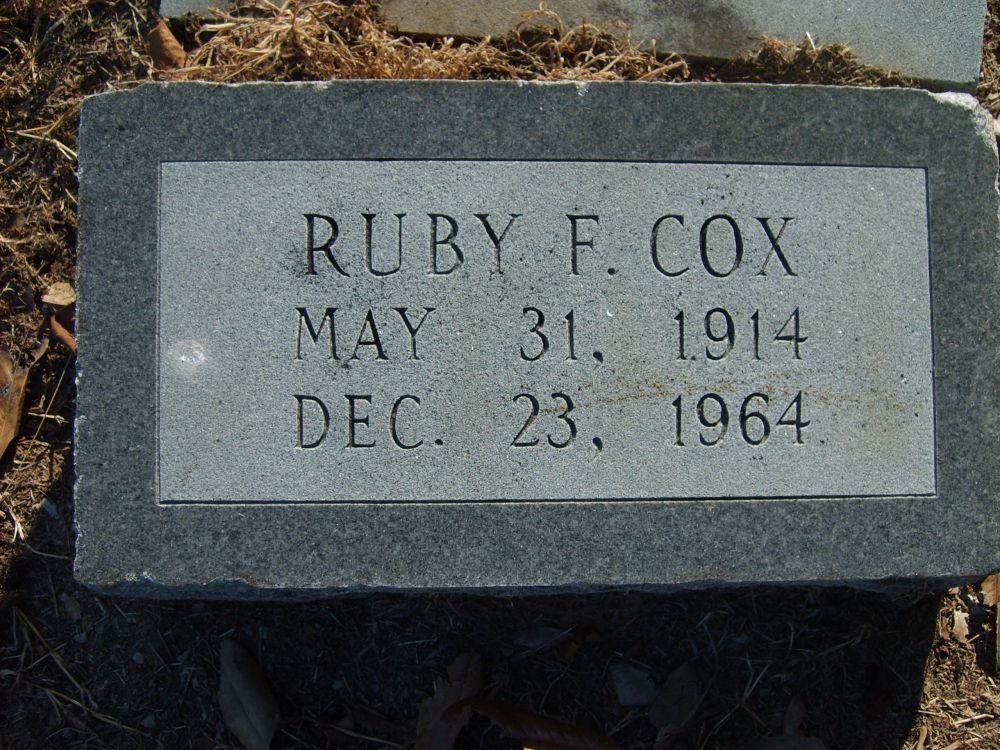 RUBY F. COX
MAY 31, 1914
DEC. 23, 1964